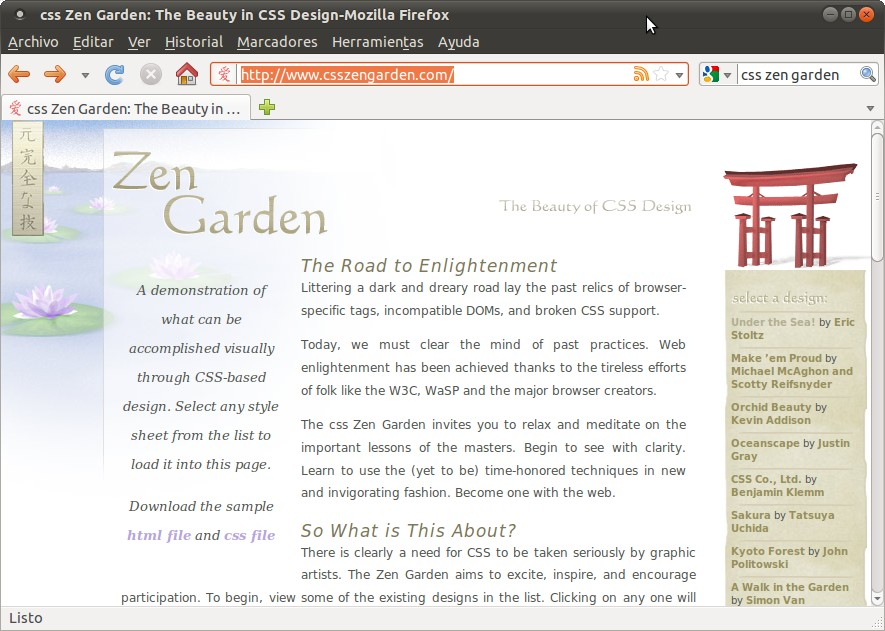 css Zen Garden: The Beauty in CSS Design-Mozilla Firefox
Archivo Editar Ver Historial Marcadores Herramientas Ayuda
http://www.csszengarden.com/
css zen garden
css Zen Garden: The Beauty in ...
元
完
全
な
技
Zen
Garden
The Beauty of CSS Design
A demonstration of
what can be
accomplished visually
through CSS-based
design. Select any style
sheet from the list to
load it into this page.
Download the sample
html file and css file
The Road to Enlightenment
Littering a dark and dreary road lay the past relics of browser-
specific tags, incompatible DOMs, and broken CSS support.
Today, we must clear the mind of past practices. Web
enlightenment has been achieved thanks to the tireless efforts
of folk like the W3C, WaSP and the major browser creators.
The css Zen Garden invites you to relax and meditate on the
important lessons of the masters. Begin to see with clarity.
Learn to use the (yet to be) time-honored techniques in new
and invigorating fashion. Become one with the web.
So What is This About?
There is clearly a need for CSS to be taken seriously by graphic
artists. The Zen Garden aims to excite, inspire, and encourage
participation. To begin, view some of the existing designs in the list. Clicking on any one will
select a design:
Under the Sea! by Eric
Stoltz
Make 'em Proud by
Michael McAghon and
Scotty Reifsnyder
Orchid Beauty by
Kevin Addison
Oceanscape by Justin
Gray
CSS Co., Ltd. by
Benjamin Klemm
Sakura by Tatsuya
Uchida
Kyoto Forest by John
Politowski
A Walk in the Garden
by Simon Van
Listo